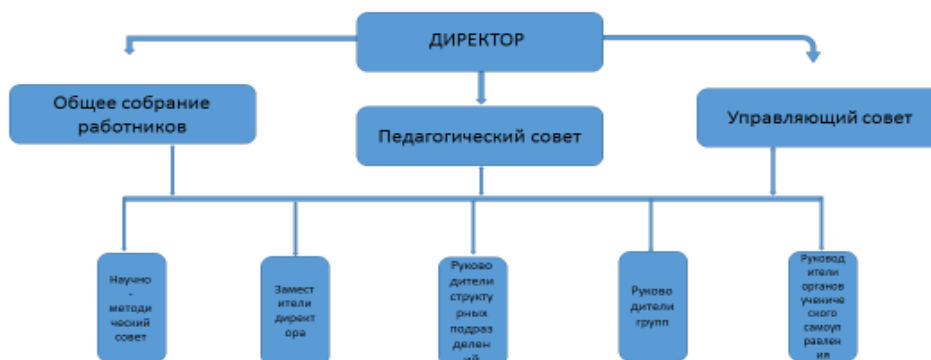 ДИРЕКТОР
Общее собрание
работников
Педагогический совет
Управляющий совет
Научно
-
методи
ческий
совет
Замест
ители
директ
ора
Руково
дители
структу
рных
подраз
делен
ий
Руково
дители
групп
Руковод
ители
органов
учениче
ского
самоуп
равлен
ия